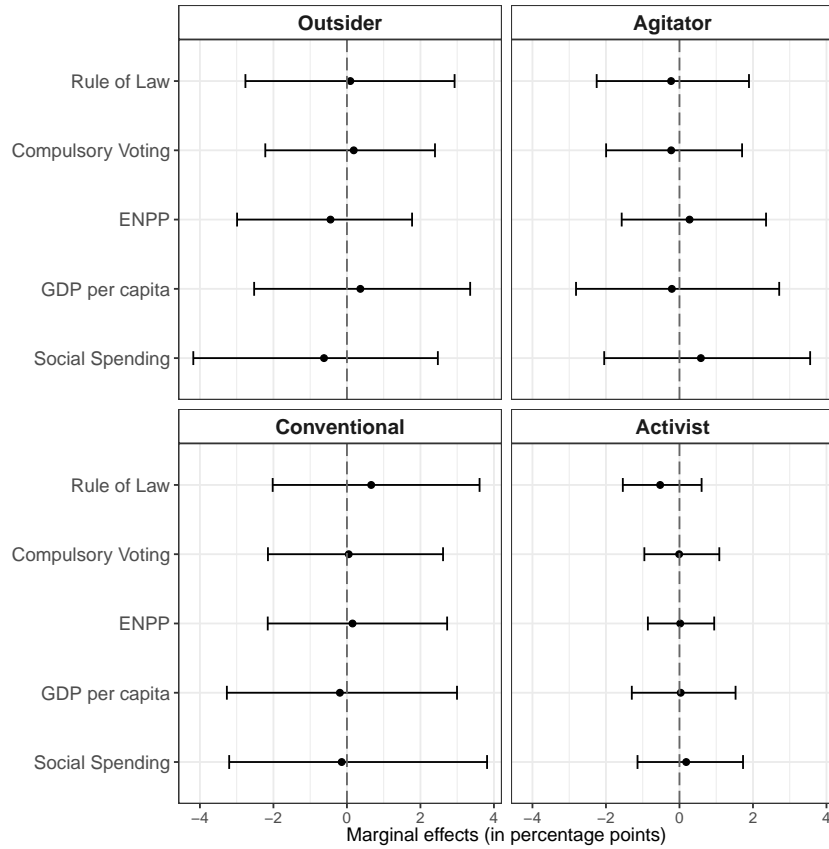 Outsider
Agitator
Rule of Law
Compulsory Voting
ENPP
GDP per capita
Social Spending
Conventional
Activist
Rule of Law
Compulsory Voting
ENPP
GDP per capita
Social Spending
−4 −2 0 2 4 −4 −2 0 2 4
Marginal effects (in percentage points)